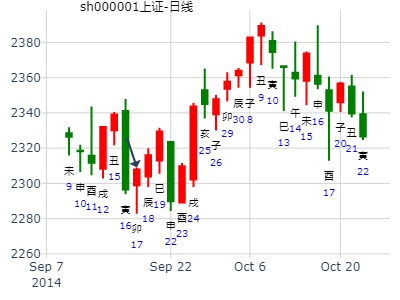 sh000001上证-日线
2380
2360
2340
2320
2300
2280
2260
未
9
申
10
酉
11
戌
12
丑
15
寅
16
卯
17
辰
18
巳
19
申
22
酉
23
戌
24
亥
25
子
26
卯
29
辰
30
子
8
丑
9
寅
10
巳
13
午
14
未
15
申
16
酉
17
子
20
丑
21
寅
22
Sep 7
Sep 22
Oct 6
Oct 20
2014